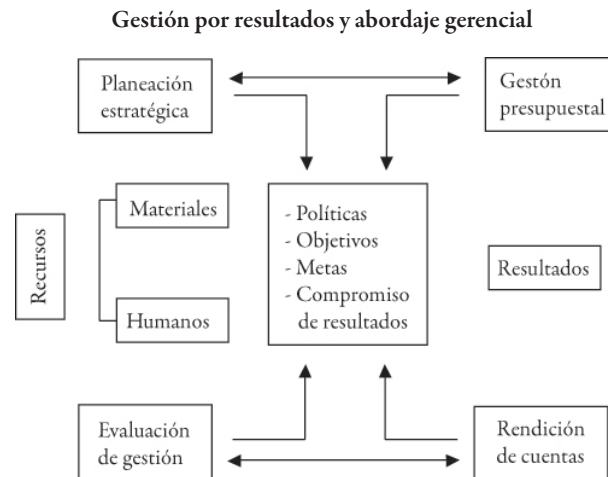 Gestión por resultados y abordaje gerencial
Planeación
estratégica
Gestón
presupuestal
Recursos
Materiales
Humanos
- Políticas
- Objetivos
- Metas
- Compromiso
de resultados
Resultados
Evaluación
de gestión
Rendición
de cuentas